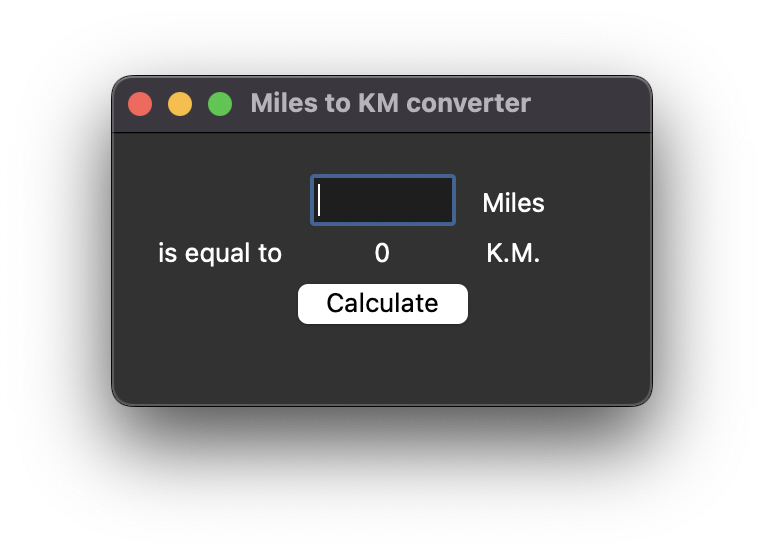 Miles to KM converter
Miles
is equal to 0 K.M.
Calculate